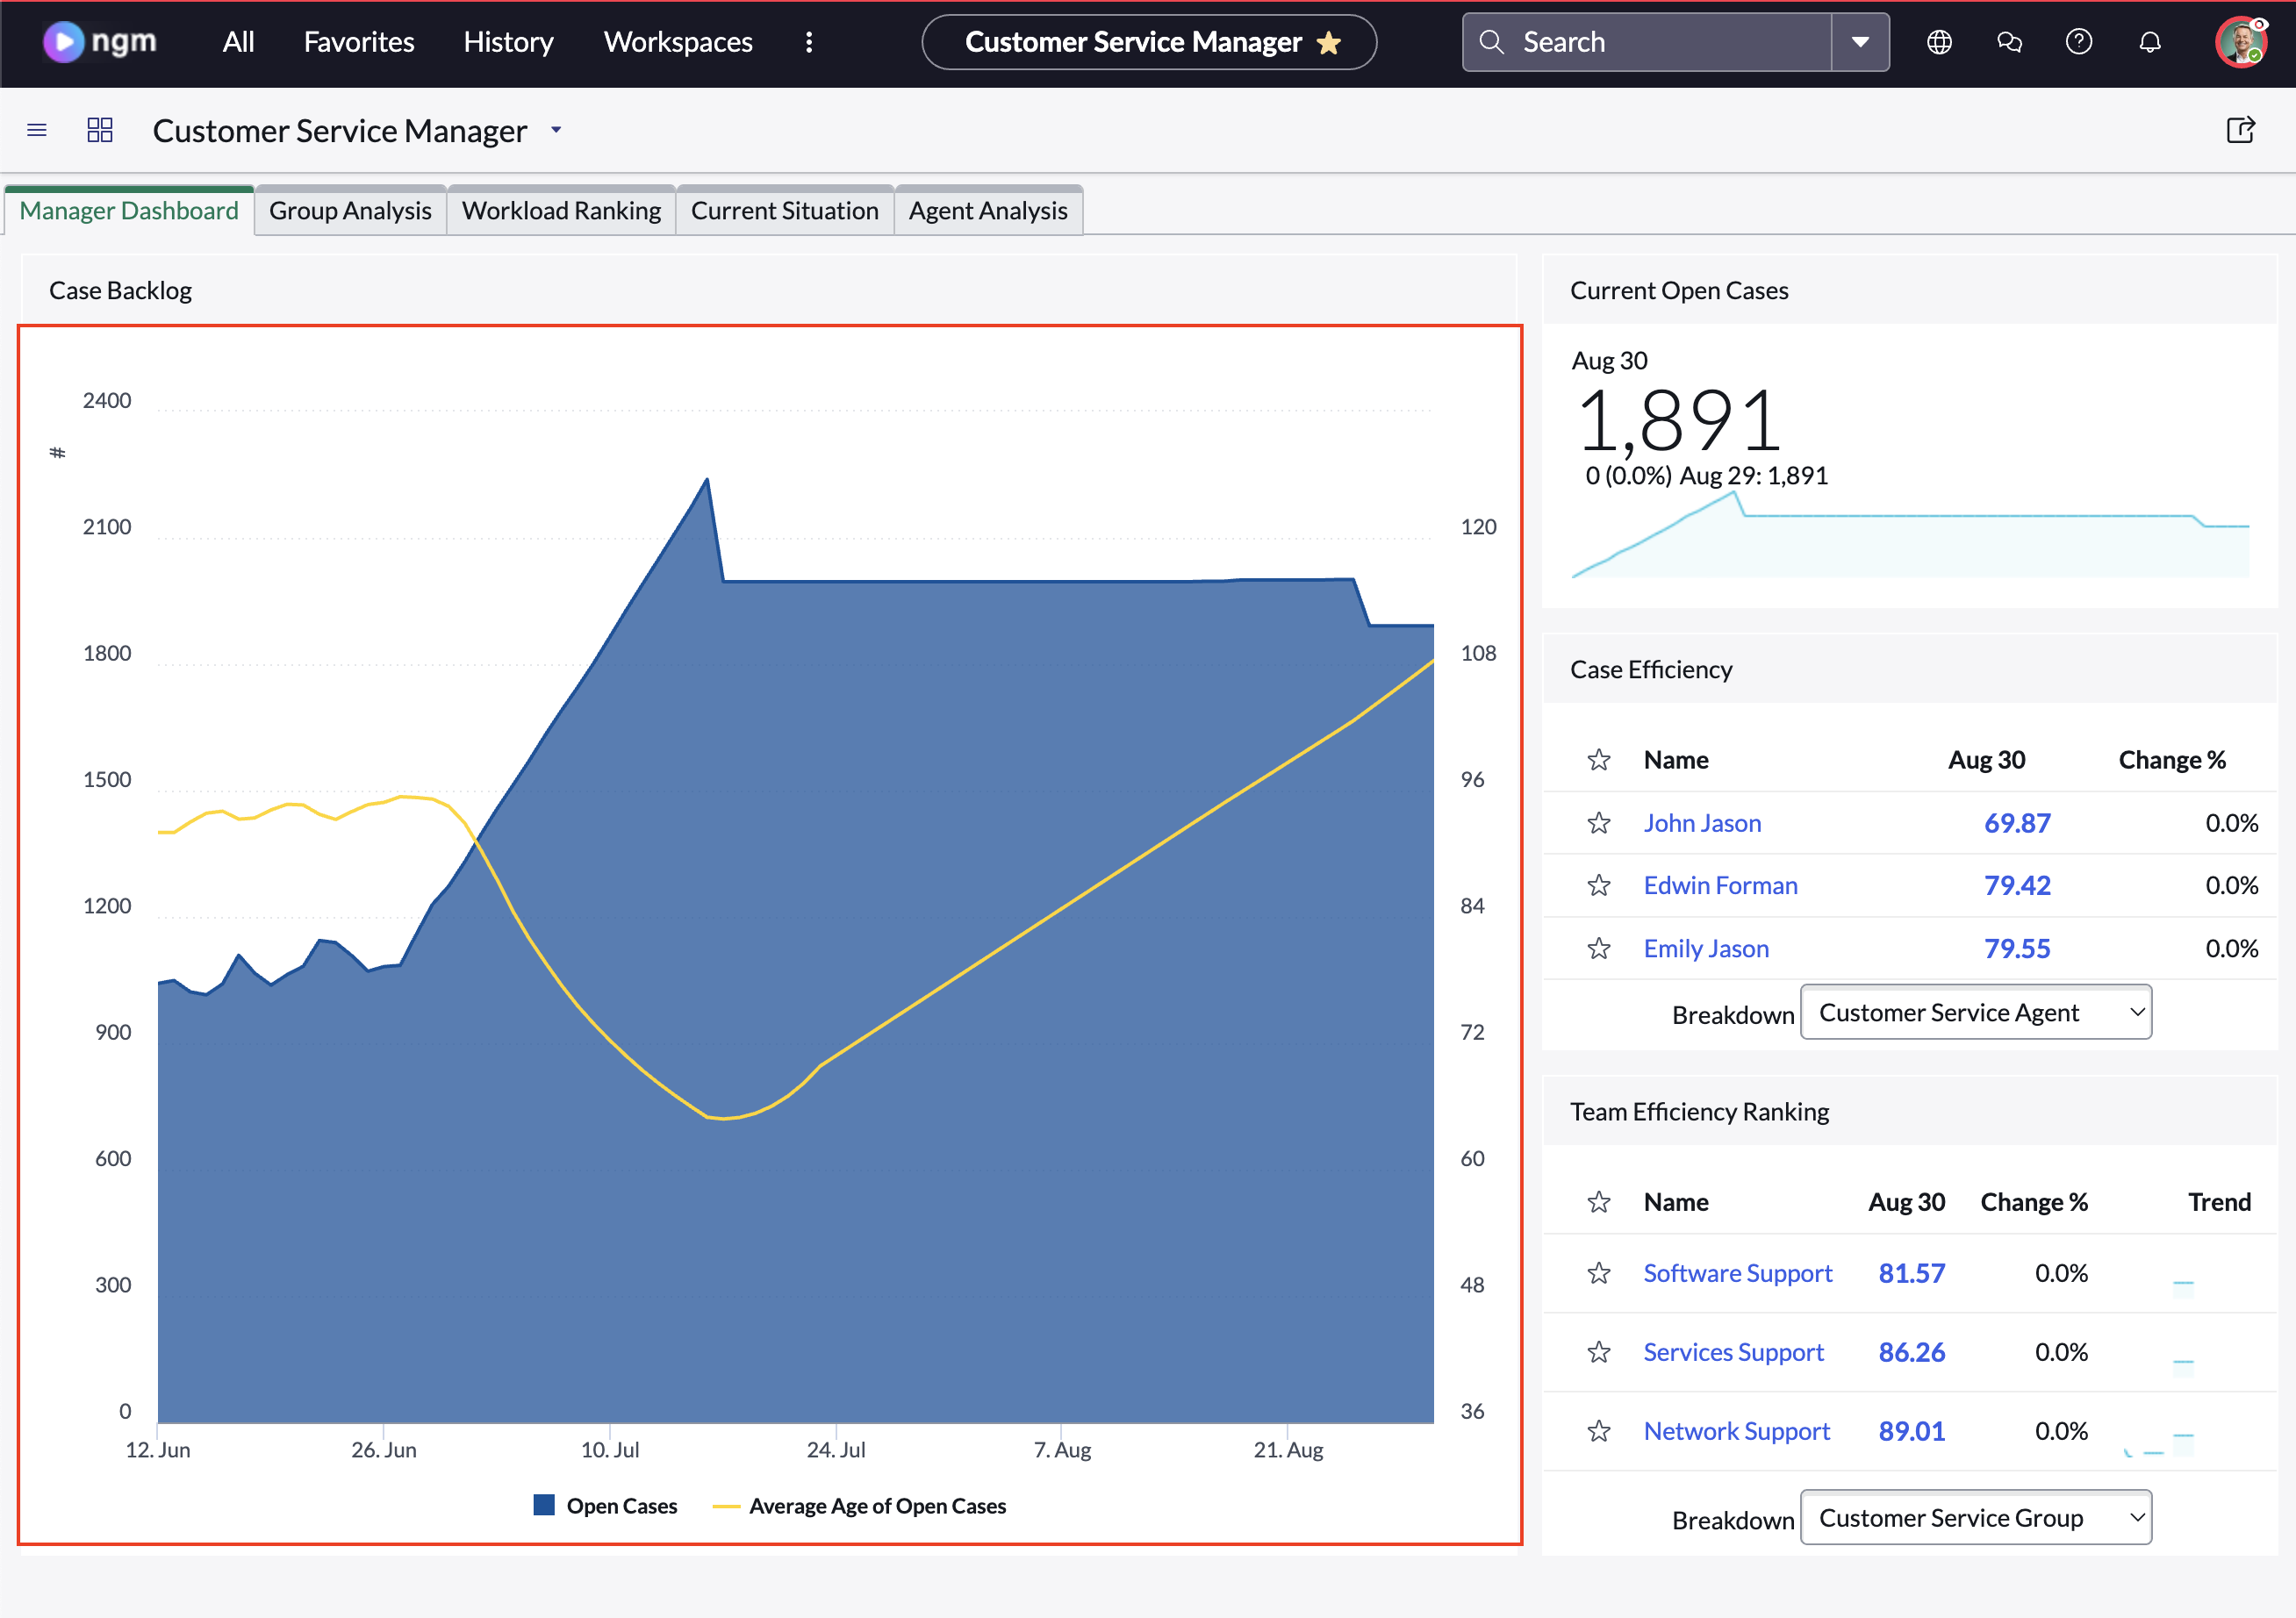 ngm All Favorites History Workspaces Customer Service Manager Search
Customer Service Manager
Manager Dashboard Group Analysis Workload Ranking Current Situation Agent Analysis
Case Backlog
2400
#
2100 120
1800 108
1500 96
1200 84
900 72
600 60
300 48
0 36
12. Jun 26. Jun 10. Jul 24. Jul 7. Aug 21. Aug
Open Cases Average Age of Open Cases
Current Open Cases
Aug 30
1,891
0 (0.0%) Aug 29: 1,891
Case Efficiency
Name Aug 30 Change %
John Jason 69.87 0.0%
Edwin Forman 79.42 0.0%
Emily Jason 79.55 0.0%
Breakdown Customer Service Agent
Team Efficiency Ranking
Name Aug 30 Change % Trend
Software Support 81.57 0.0%
Services Support 86.26 0.0%
Network Support 89.01 0.0%
Breakdown Customer Service Group